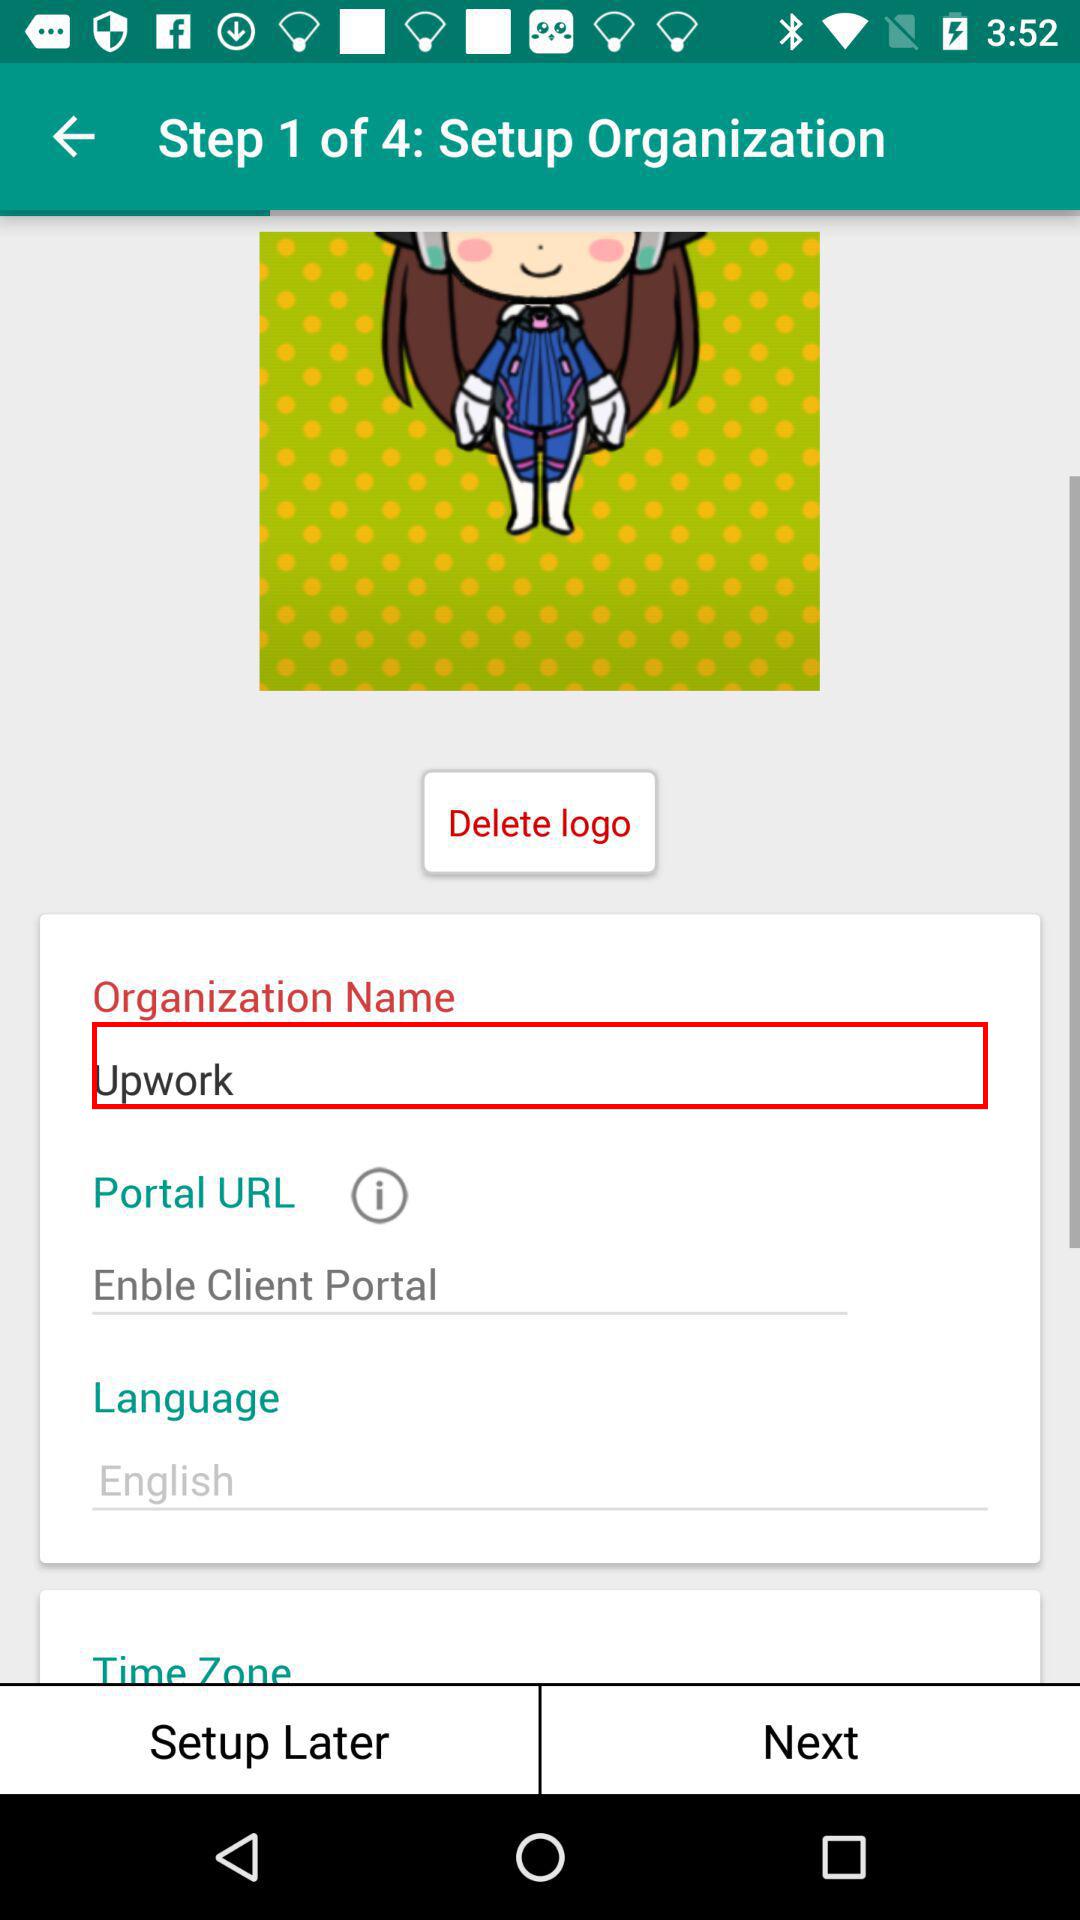 3:52
Step 1 of 4: Setup Organization
Delete logo
Organization Name
Upwork
Portal URL
Enble Client Portal
Language
English
Time Zone
Setup Later
Next